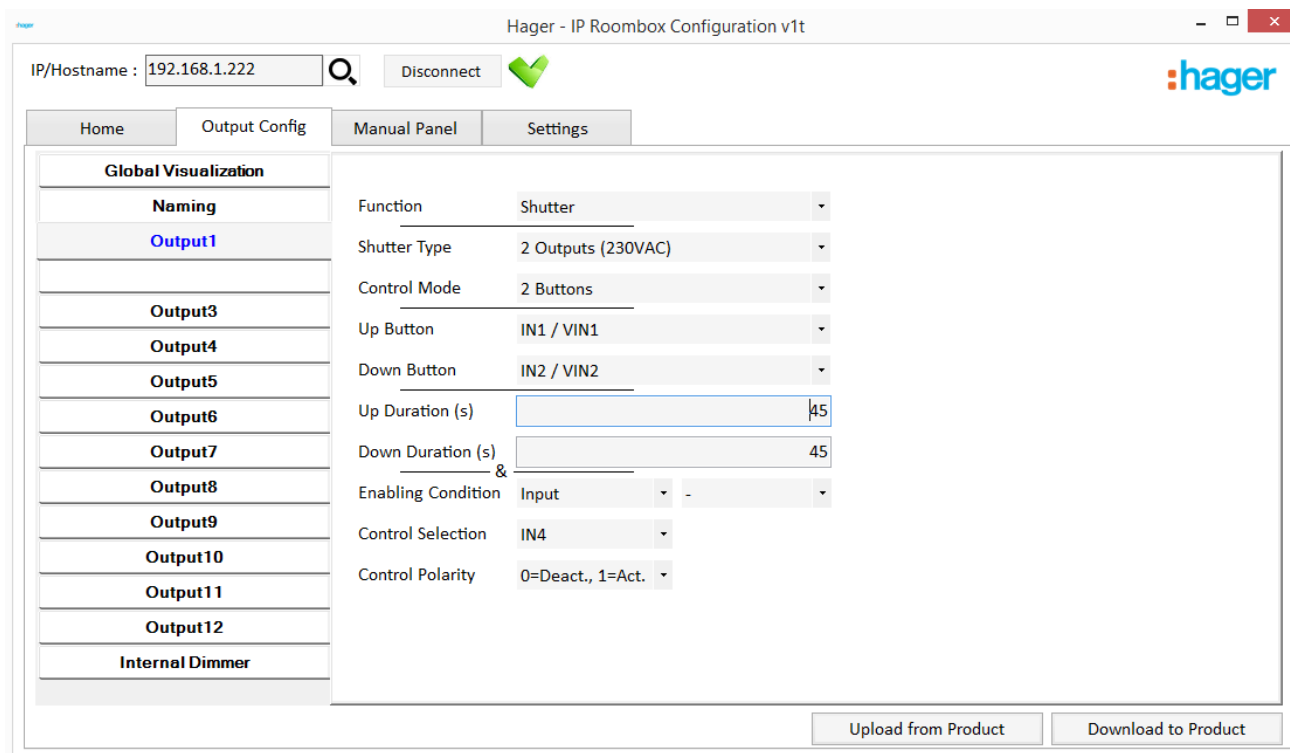 :hager
Hager - IP Roombox Configuration v1t
IP/Hostname : 192.168.1.222
Disconnect
:hager
Home
Output Config
Manual Panel
Settings
Global Visualization
Naming
Output1
Output3
Output4
Output5
Output6
Output7
Output8
Output9
Output10
Output11
Output12
Internal Dimmer
Function Shutter
Shutter Type 2 Outputs (230VAC)
Control Mode 2 Buttons
Up Button IN1 / VIN1
Down Button IN2 / VIN2
Up Duration (s) 45
Down Duration (s) 45
&
Enabling Condition Input -
Control Selection IN4
Control Polarity 0=Deact., 1=Act.
Upload from Product
Download to Product